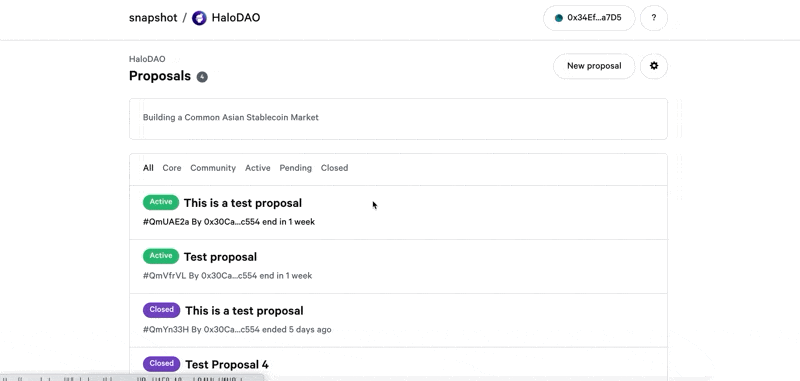 snapshot / HaloDAO
0x34Ef...a7D5 ?
HaloDAO
Proposals 4
New proposal
Building a Common Asian Stablecoin Market
All Core Community Active Pending Closed
Active This is a test proposal
#QmUAE2a By 0x30Ca...c554 end in 1 week
Active Test proposal
#QmVfrVL By 0x30Ca...c554 end in 1 week
Closed This is a test proposal
#QmYn33H By 0x30Ca...c554 ended 5 days ago
Closed Test Proposal 4